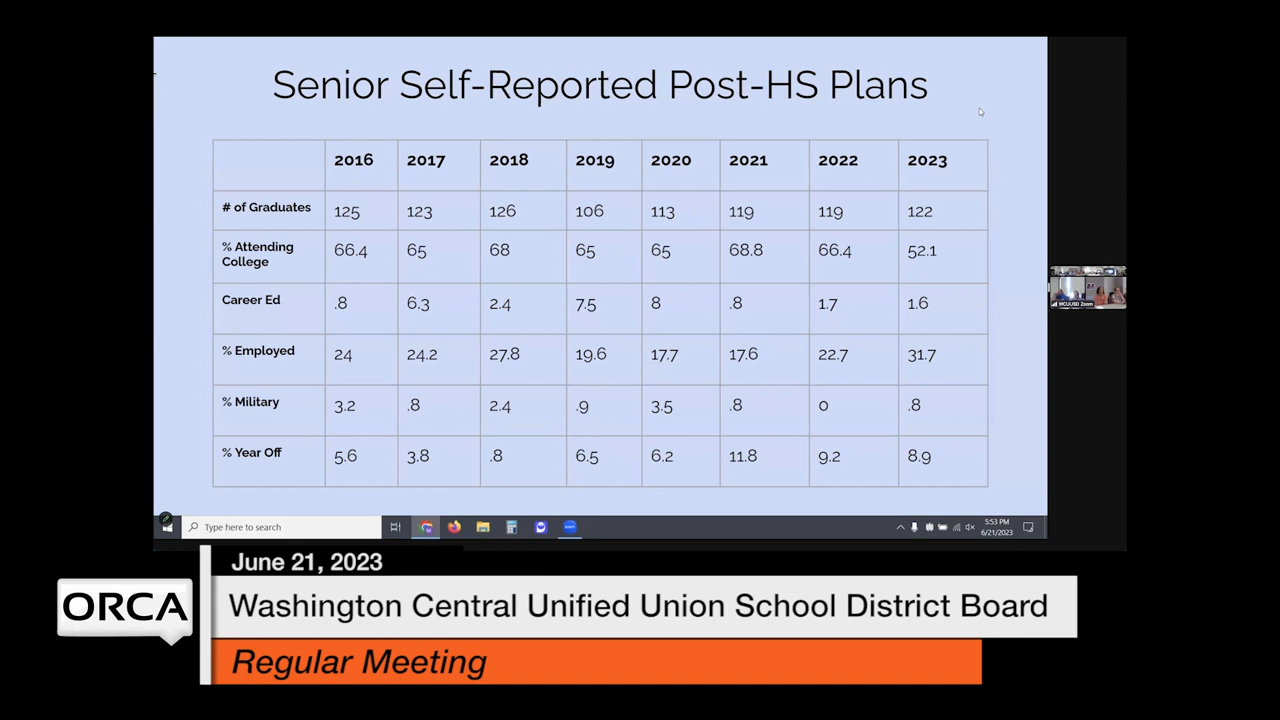 Senior Self-Reported Post-HS Plans
2016 2017 2018 2019 2020 2021 2022 2023
# of Graduates 125 123 126 106 113 119 119 122
% Attending College 66.4 65 68 65 65 68.8 66.4 52.1
Career Ed .8 6.3 2.4 7.5 8 .8 1.7 1.6
% Employed 24 24.2 27.8 19.6 17.7 17.6 22.7 31.7
% Military 3.2 .8 2.4 .9 3.5 .8 0 .8
% Year Off 5.6 3.8 .8 6.5 6.2 11.8 9.2 8.9
WCUUSD Zoom
Type here to search
5:53 PM
6/21/2023
June 21, 2023
ORCA
Washington Central Unified Union School District Board
Regular Meeting